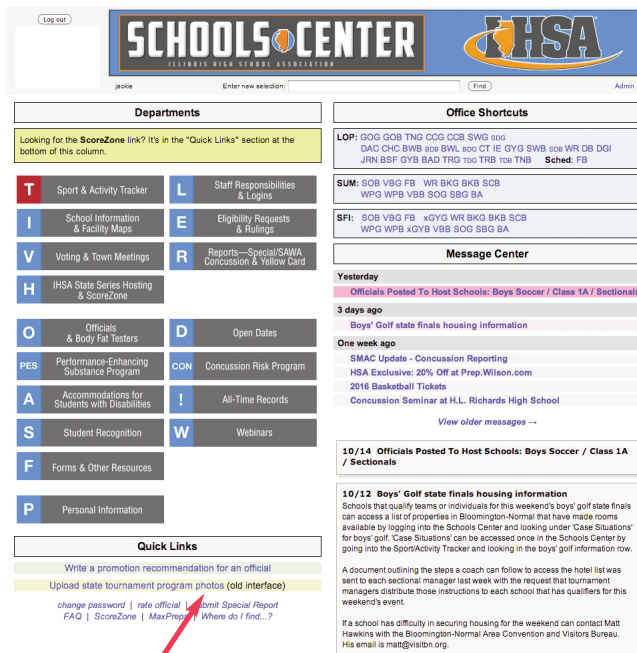 Log out
SCHOOLS CENTER
ILLINOIS HIGH SCHOOL ASSOCIATION
IHSA
jackie
Enter new selection:
Find
Admin
Departments
Looking for the ScoreZone link? It's in the "Quick Links" section at the
bottom of this column.
T Sport & Activity Tracker
L Staff Responsibilities
& Logins
I School Information
& Facility Maps
E Eligibility Requests
& Rulings
V Voting & Town Meetings
R Reports—Special/SAWA
Concussion & Yellow Card
H IHSA State Series Hosting
& ScoreZone
O Officials
& Body Fat Testers
D Open Dates
PES Performance-Enhancing
Substance Program
CON Concussion Risk Program
A Accommodations for
Students with Disabilities
! All-Time Records
S Student Recognition
W Webinars
F Forms & Other Resources
P Personal Information
Quick Links
Write a promotion recommendation for an official
Upload state tournament program photos (old interface)
change password | rate official | ubmit Special Report
FAQ | ScoreZone | MaxPreps | Where do I find...?
Office Shortcuts
LOP: GOG GOB TNG CCG CCB SWG SDG
DAC CHC BWB BDB BWL BDG CT IE GYG SWB SDB WR DB DGI
JRN BSF GYB BAD TRG TDG TRB TDB TNB Sched: FB
SUM: SOB VBG FB WR BKG BKB SCB
WPG WPB VBB SOG SBG BA
SFI: SOB VBG FB xGYG WR BKG BKB SCB
WPG WPB xGYB VBB SOG SBG BA
Message Center
Yesterday
Officials Posted To Host Schools: Boys Soccer / Class 1A / Sectionals
3 days ago
Boys' Golf state finals housing information
One week ago
SMAC Update - Concussion Reporting
HSA Exclusive: 20% Off at Prep.Wilson.com
2016 Basketball Tickets
Concussion Seminar at H.L. Richards High School
View older messages →
10/14 Officials Posted To Host Schools: Boys Soccer / Class 1A
/ Sectionals
10/12 Boys' Golf state finals housing information
Schools that qualify teams or individuals for this weekend's boys' golf state finals
can access a list of properties in Bloomington-Normal that have made rooms
available by logging into the Schools Center and looking under 'Case Situations'
for boys' golf. 'Case Situations' can be accessed once in the Schools Center by
going into the Sport/Activity Tracker and looking in the boys' golf information row.
A document outlining the steps a coach can follow to access the hotel list was
sent to each sectional manager last week with the request that tournament
managers distribute those instructions to each school that has qualifiers for this
weekend's event.
If a school has difficulty in securing housing for the weekend can contact Matt
Hawkins with the Bloomington-Normal Area Convention and Visitors Bureau.
His email is matt@visitbn.org.